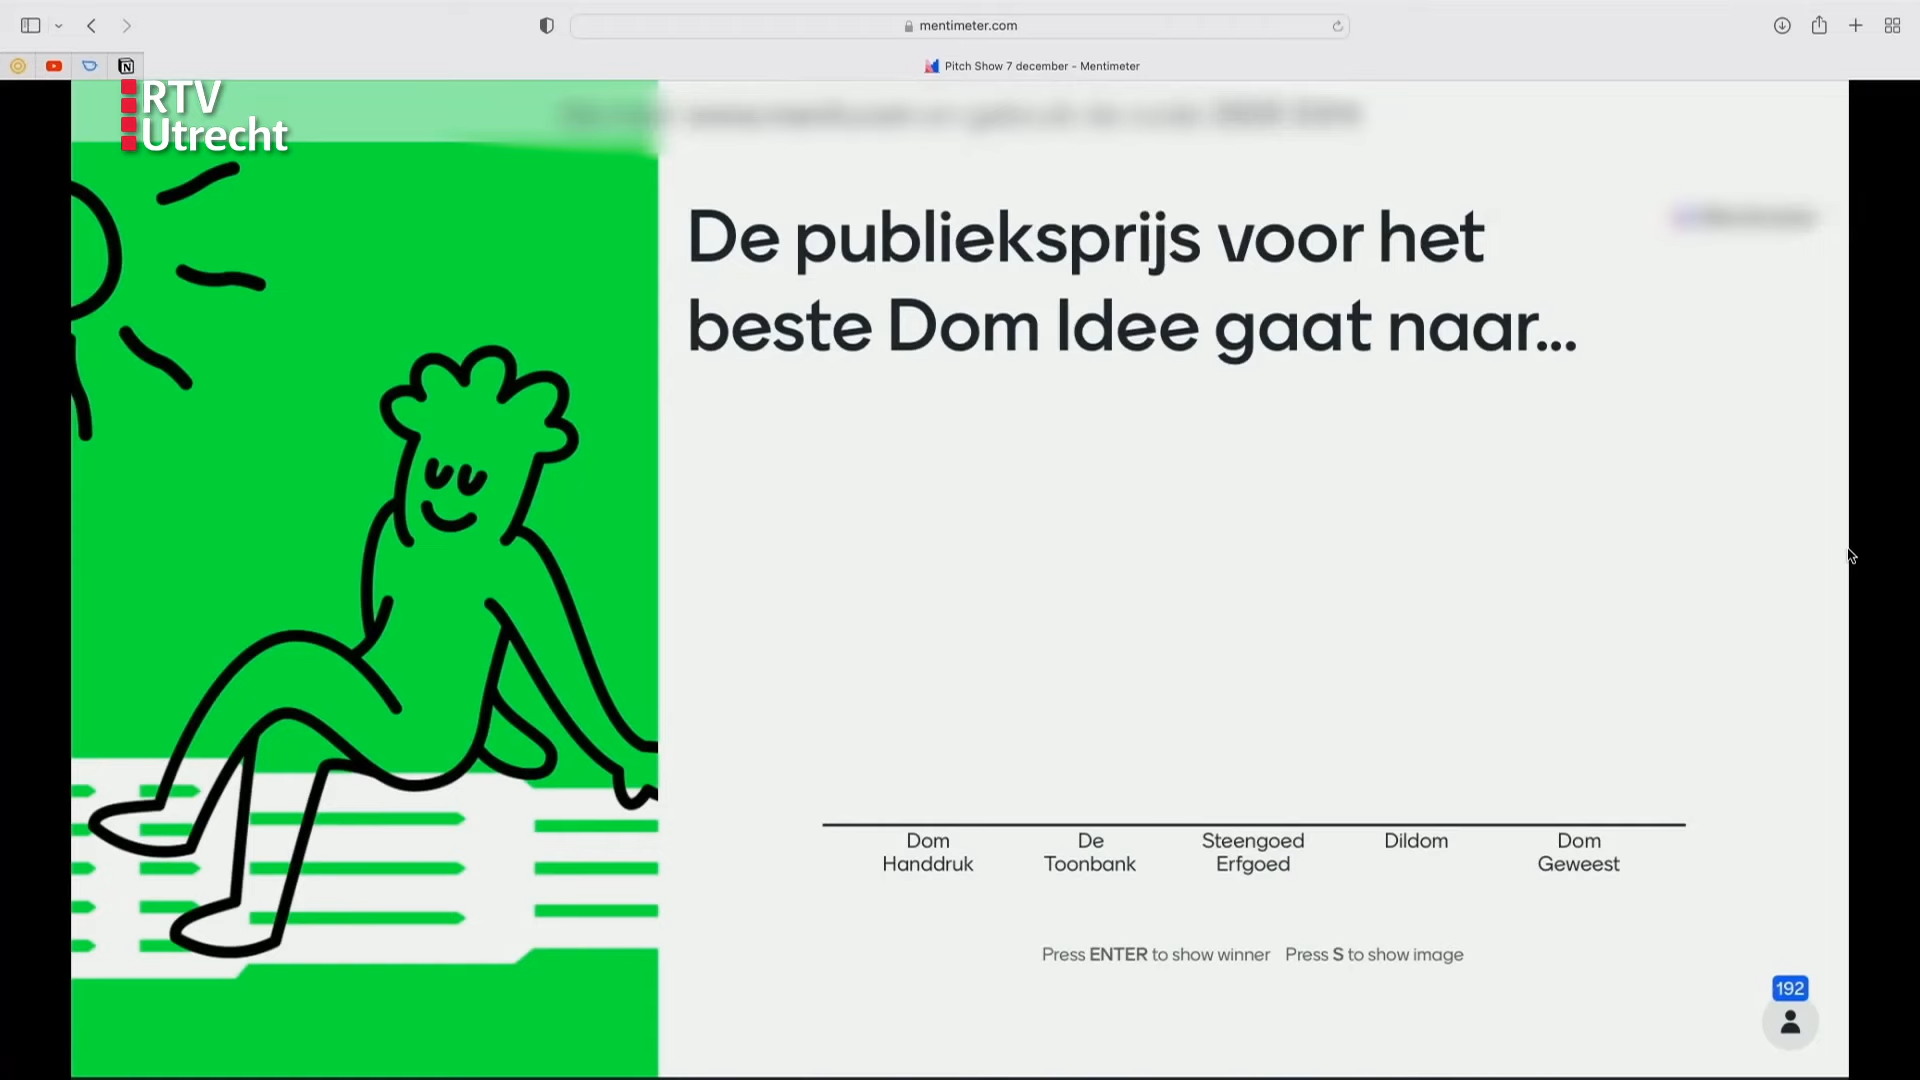 mentimeter.com
Pitch Show 7 december - Mentimeter
RTV
Utrecht
De publieksprijs voor het
beste Dom Idee gaat naar...
Dom
Handdruk
De
Toonbank
Steengoed
Erfgoed
Dildom
Dom
Geweest
Press ENTER to show winner Press S to show image
192